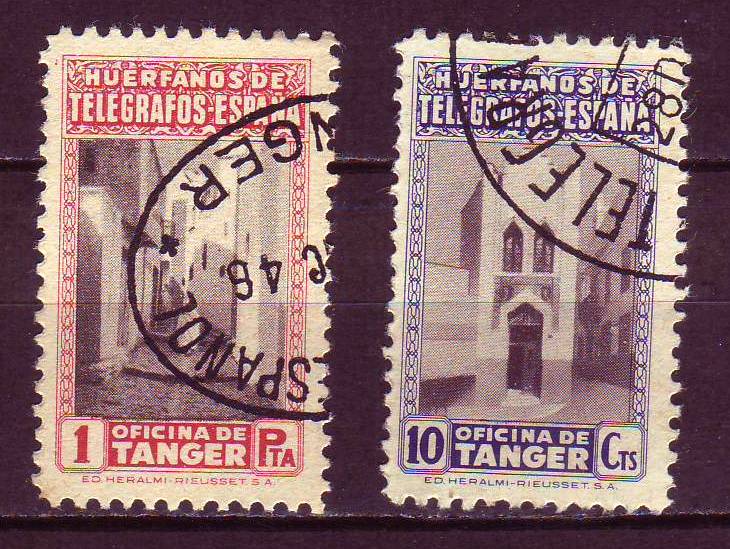 HUERFANOS DE
TELEGRAFOS·ESPAÑA
NGER *
46
ESPAÑOL
1 OFICINA DE TANGER PTA
ED. HERALMI-RIEUSSET. S.A.
HUERFANOS DE
TELEGRAFOS·ESPAÑA
TELEG
10 OFICINA DE TANGER CTS
ED. HERALMI-RIEUSSET. S.A.